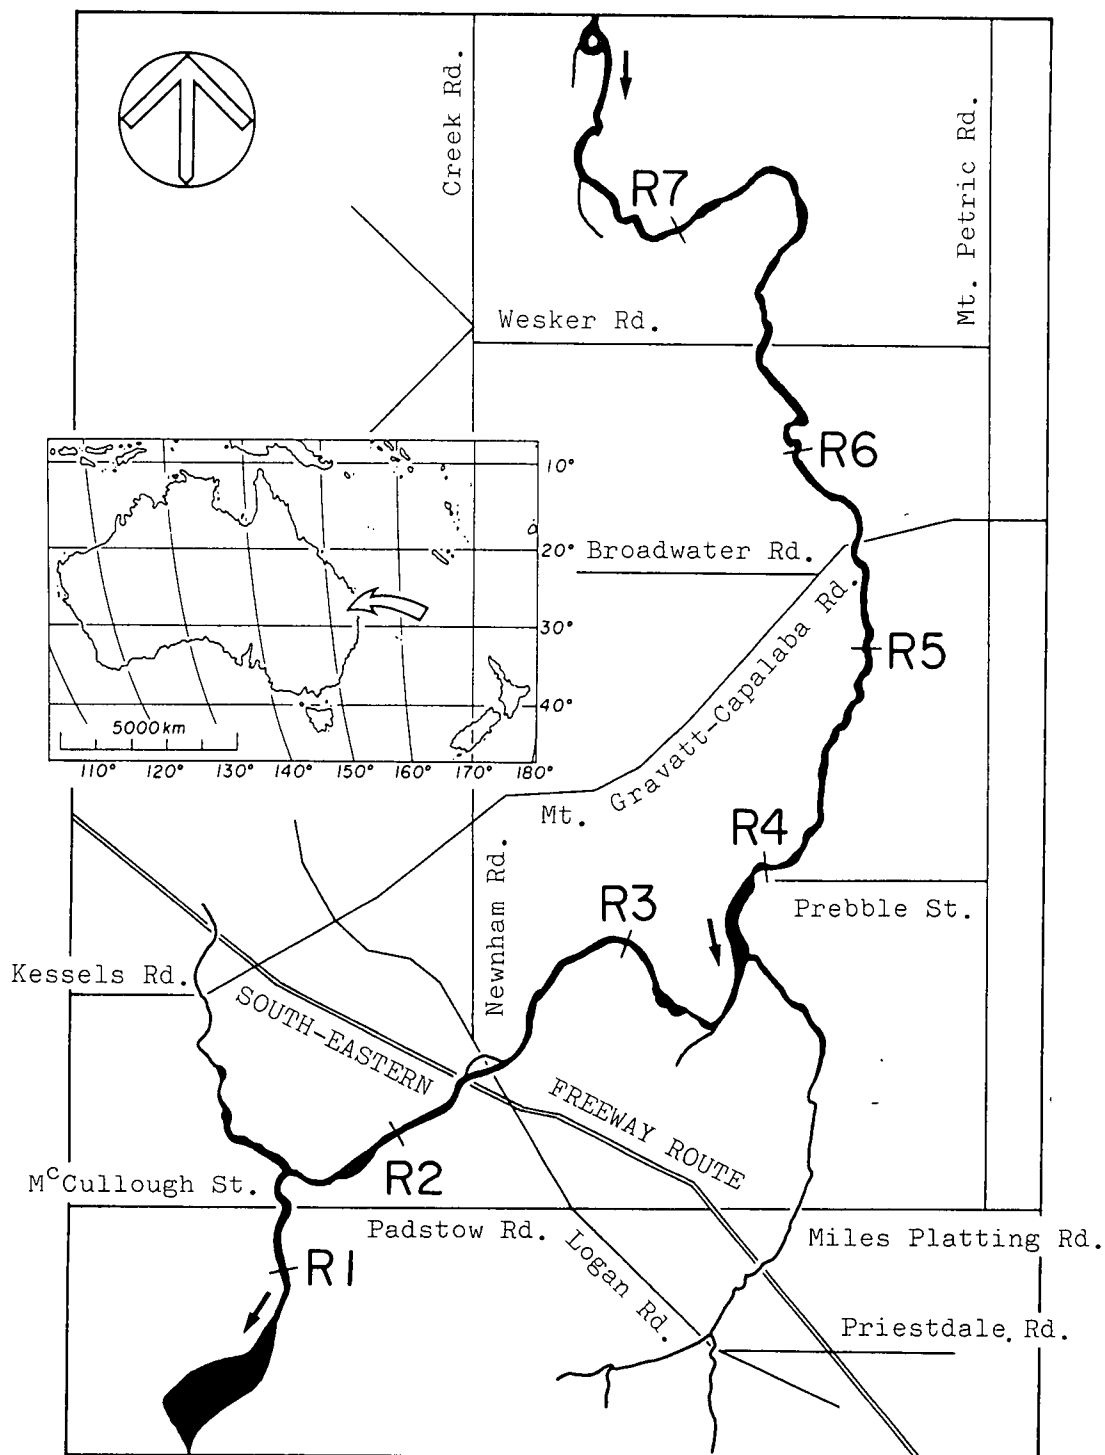 Creek Rd.
Mt. Petric Rd.
R7
Wesker Rd.
R6
10°
20°
30°
40°
5000km
110° 120° 130° 140° 150° 160° 170° 180°
Broadwater Rd.
R5
Mt. Gravatt-Capalaba Rd.
R4
Prebble St.
Newnham Rd.
R3
Kessels Rd.
SOUTH-EASTERN FREEWAY ROUTE
McCullough St.
R2
Padstow Rd.
Logan Rd.
Miles Platting Rd.
R1
Priestdale. Rd.